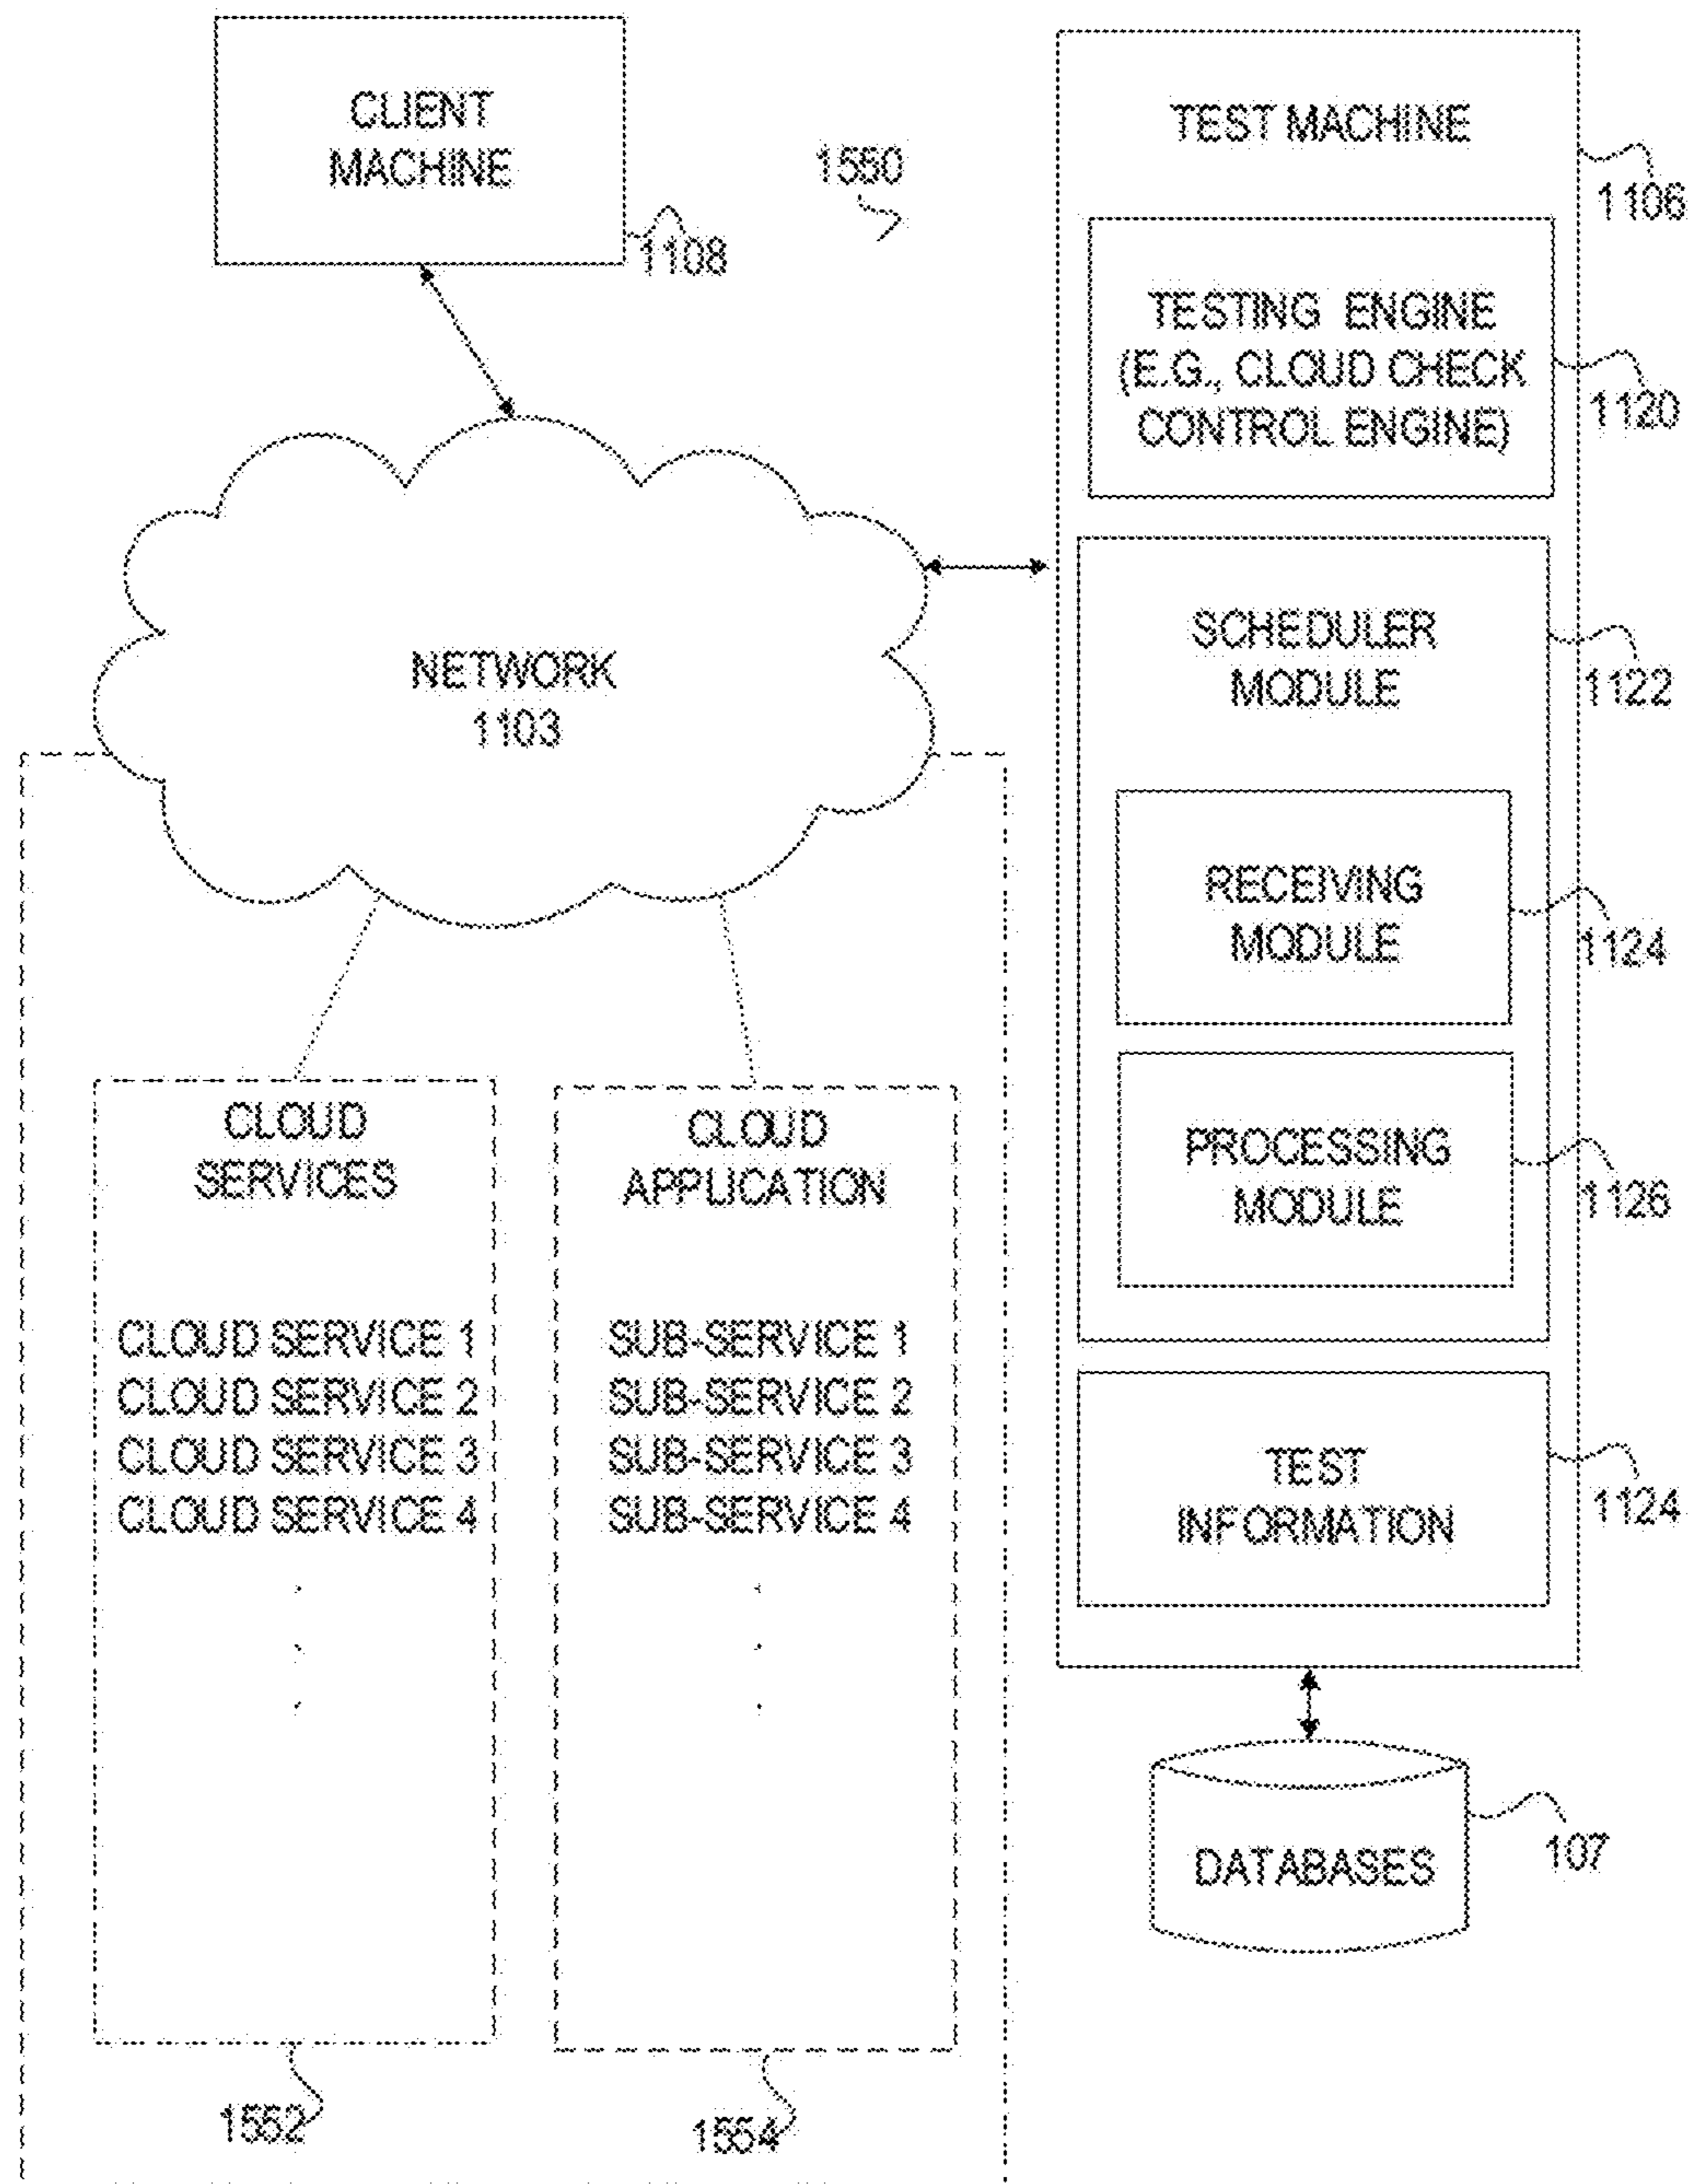 CLIENT
MACHINE
1108
1550
TEST MACHINE
1106
TESTING ENGINE
(E.G., CLOUD CHECK
CONTROL ENGINE)
1120
NETWORK
1103
SCHEDULER
MODULE
1122
RECEIVING
MODULE
1124
PROCESSING
MODULE
1126
TEST
INFORMATION
1124
DATABASES
107
CLOUD
SERVICES
CLOUD SERVICE 1
CLOUD SERVICE 2
CLOUD SERVICE 3
CLOUD SERVICE 4
.
.
.
1552
CLOUD
APPLICATION
SUB-SERVICE 1
SUB-SERVICE 2
SUB-SERVICE 3
SUB-SERVICE 4
.
.
.
1554